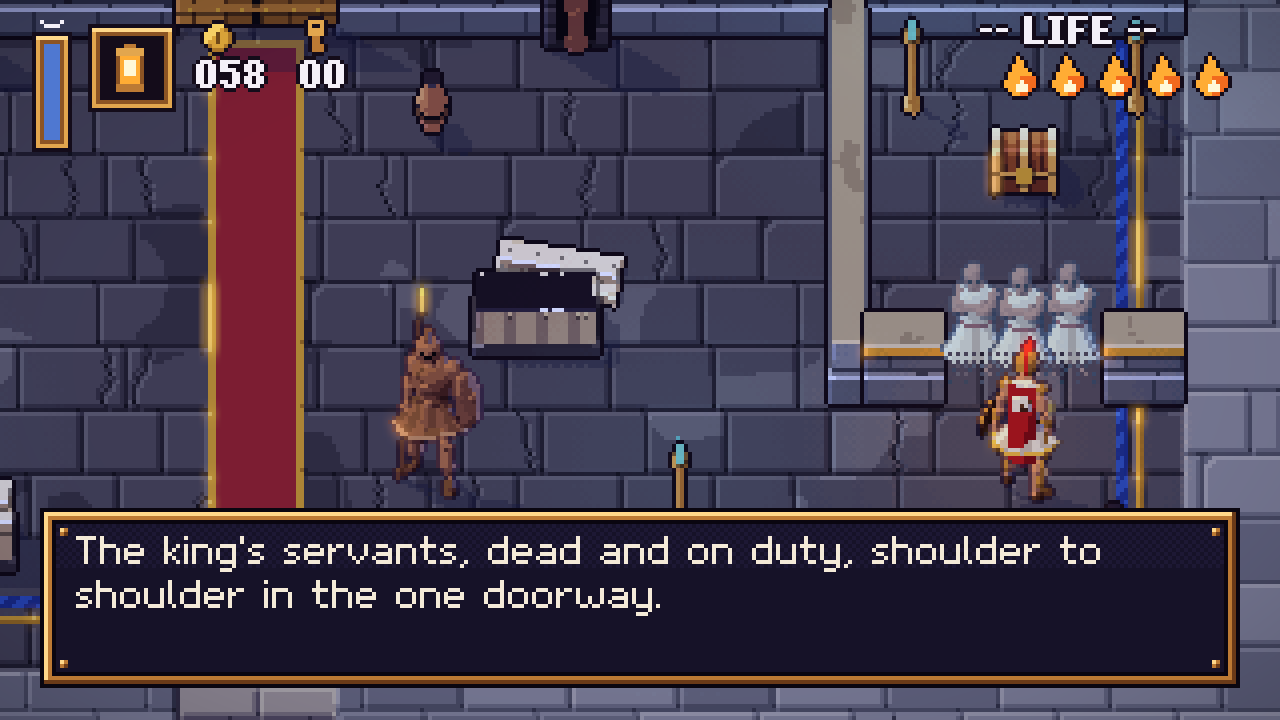 -- LIFE --
058 00
The king's servants, dead and on duty, shoulder to
shoulder in the one doorway.